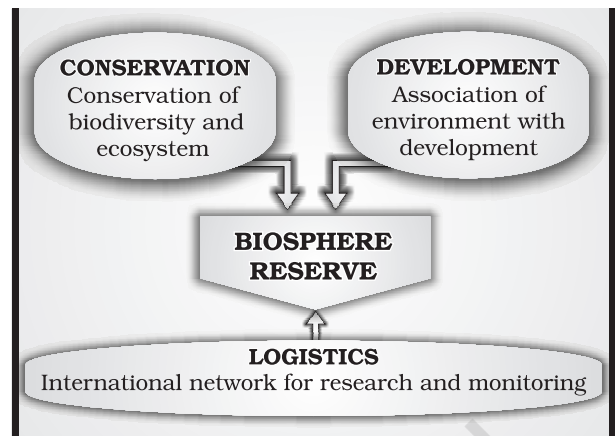 CONSERVATION
Conservation of
biodiversity and
ecosystem
DEVELOPMENT
Association of
environment with
development
BIOSPHERE
RESERVE
LOGISTICS
International network for research and monitoring